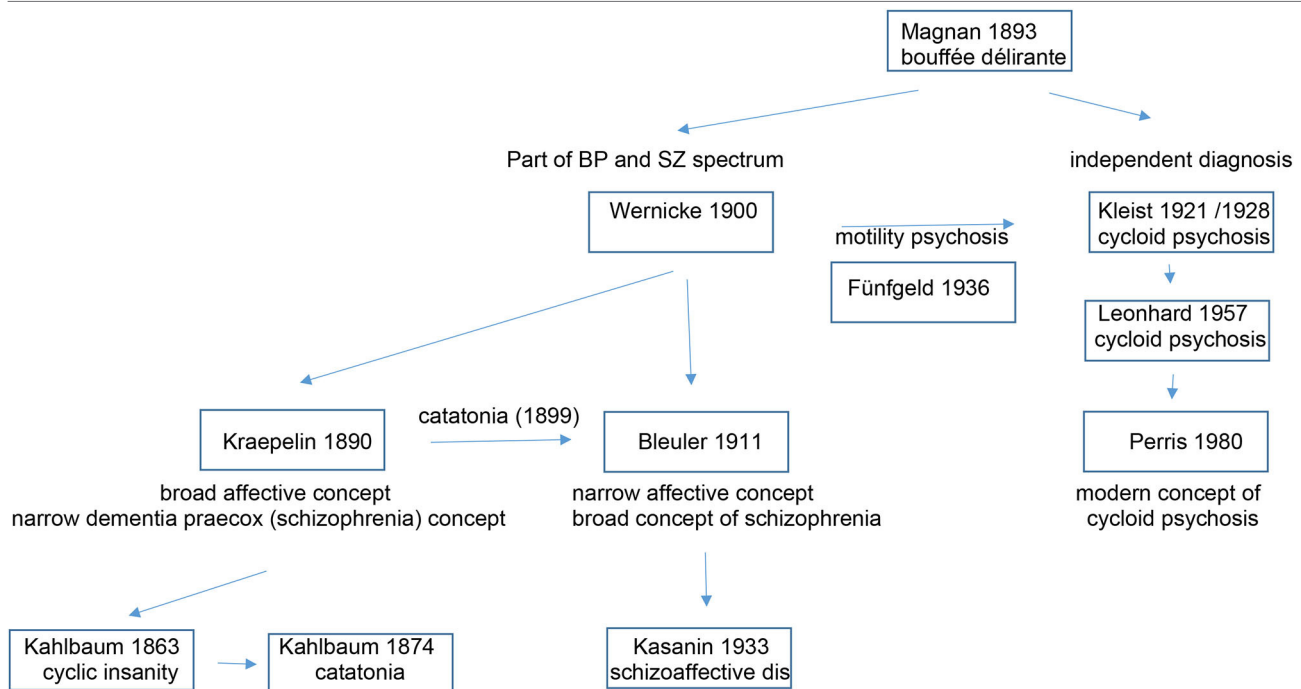 Magnan 1893
bouffée délirante
Part of BP and SZ spectrum
independent diagnosis
Wernicke 1900
Kleist 1921 /1928
cycloid psychosis
motility psychosis
Fünfgeld 1936
Leonhard 1957
cycloid psychosis
catatonia (1899)
Kraepelin 1890
Bleuler 1911
Perris 1980
broad affective concept
narrow dementia praecox (schizophrenia) concept
narrow affective concept
broad concept of schizophrenia
modern concept of
cycloid psychosis
Kahlbaum 1863
cyclic insanity
Kahlbaum 1874
catatonia
Kasanin 1933
schizoaffective dis